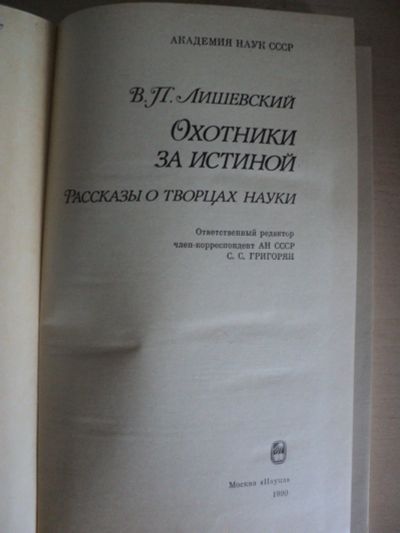 АКАДЕМИЯ НАУК СССР
В.П. Лишевский
Охотники
за истиной
Рассказы о творцах науки
Ответственный редактор
член-корреспондент АН СССР
С. С. ГРИГОРЯН
Москва «Наука»
1990